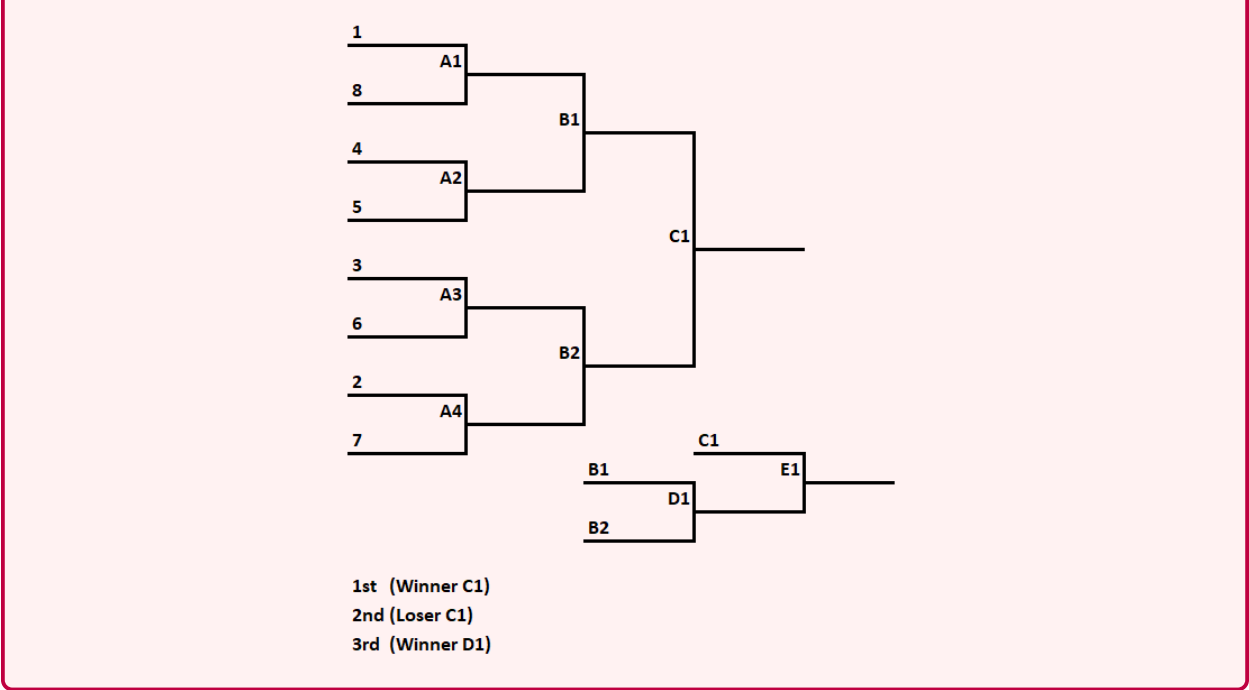 1
A1
8
B1
4
A2
5
C1
3
A3
6
B2
2
A4
7
C1
B1
E1
D1
B2
1st (Winner C1)
2nd (Loser C1)
3rd (Winner D1)